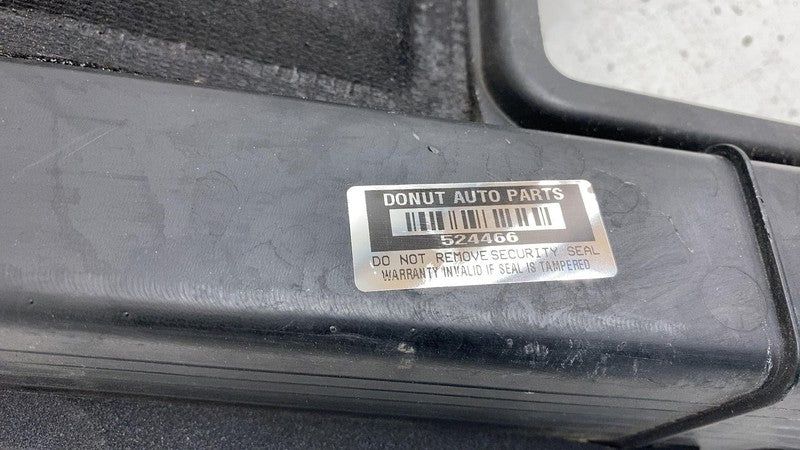 DONUT AUTO PARTS
524466
DO NOT REMOVE SECURITY SEAL
WARRANTY INVALID IF SEAL IS TAMPERED